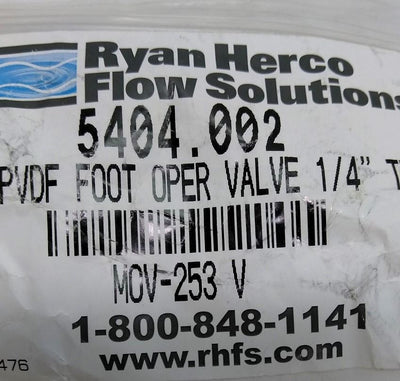 Ryan Herco
Flow Solutions
5404.002
PVDF FOOT OPER VALVE 1/4" T
MCV-253 V
1-800-848-1141
476 www.rhfs.com